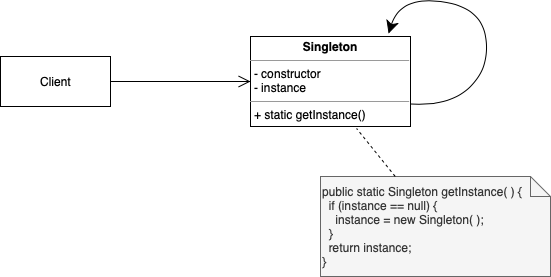 Singleton
Client
- constructor
- instance
+ static getInstance()
public static Singleton getInstance( ) {
if (instance == null) {
instance = new Singleton( );
}
return instance;
}